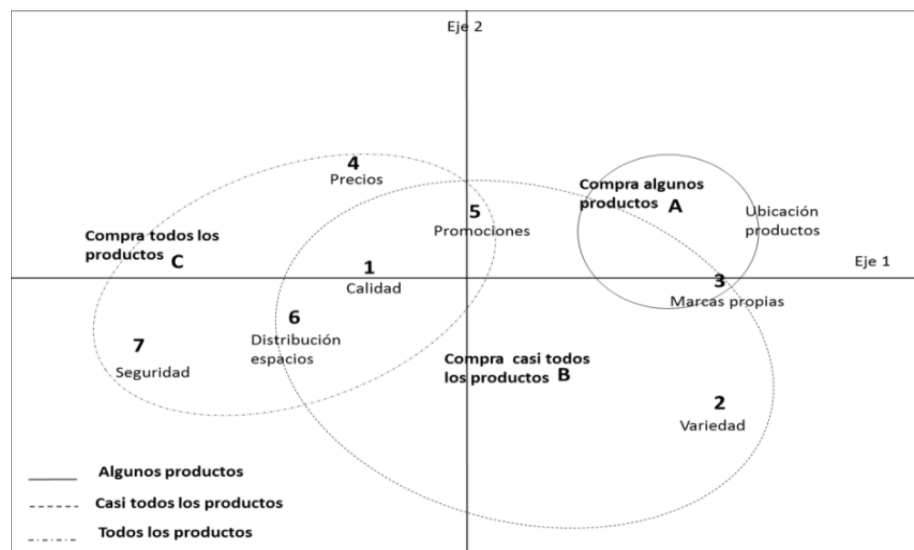 Eje 2
4
Precios
Compra algunos
productos A
5
Promociones
Ubicación
productos
Compra todos los
productos C
Eje 1
1
Calidad
3
Marcas propias
6
Distribución
espacios
7
Seguridad
Compra casi todos
los productos B
2
Variedad
Algunos productos
Casi todos los productos
Todos los productos